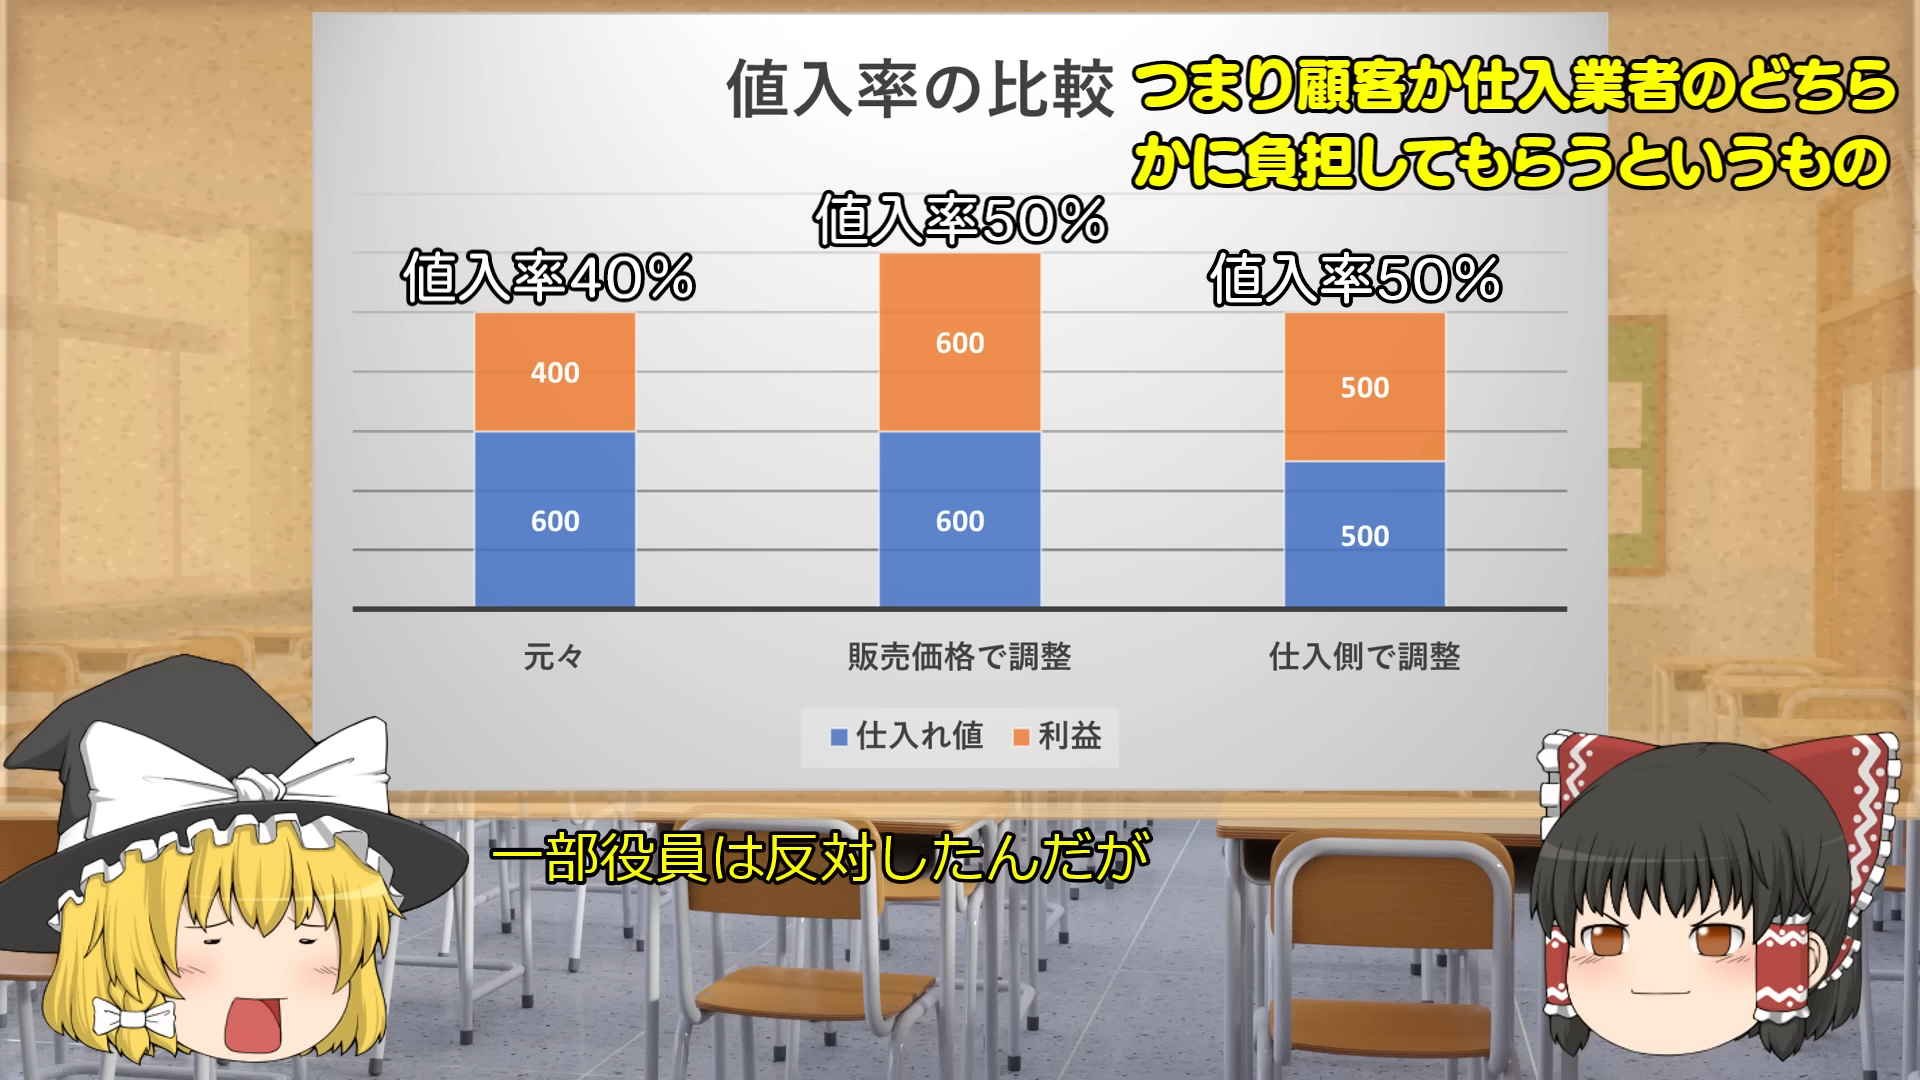 値入率の比較
つまり顧客か仕入業者のどちら
かに負担してもらうというもの
値入率40%
値入率50%
値入率50%
400
600
500
600
600
500
元々
販売価格で調整
仕入側で調整
仕入れ値
利益
一部役員は反対したんだが